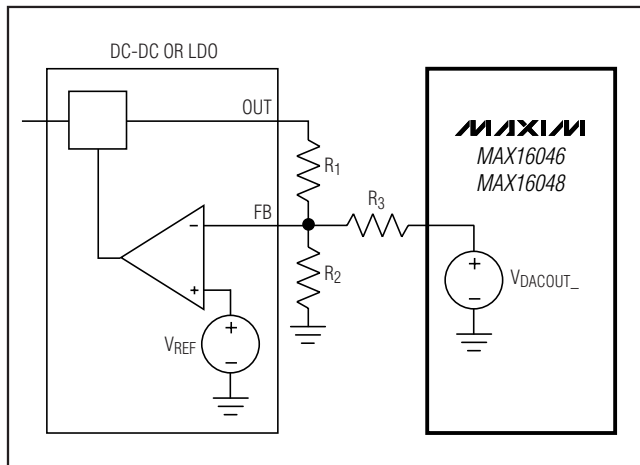 DC-DC OR LDO
OUT
MAXIM
MAX16046
MAX16048
R1
R3
FB
R2
VDACOUT_
VREF
+
−
+
−
−
+